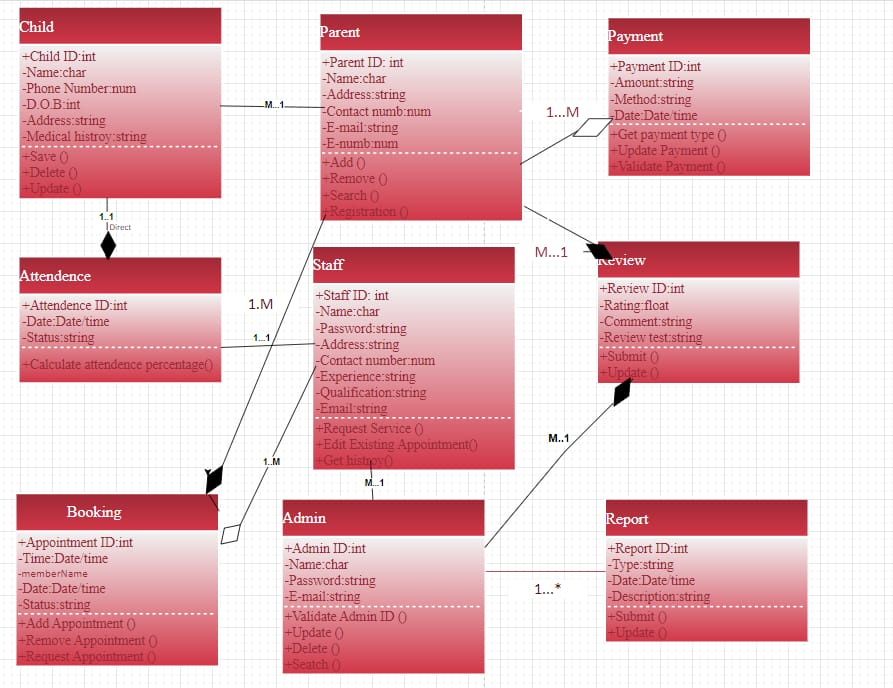 Child
+Child ID:int
-Name:char
-Phone Number:num
-D.O.B:int
-Address:string
-Medical histroy:string
+Save ()
+Delete ()
+Update ()
M...1
Parent
+Parent ID: int
-Name:char
-Address:string
-Contact numb:num
-E-mail:string
-E-numb:num
+Add ()
+Remove ()
+Search ()
+Registration ()
1...M
Payment
+Payment ID:int
-Amount:string
-Method:string
-Date:Date/time
+Get payment type ()
+Update Payment ()
+Validate Payment ()
1..1
Direct
Attendence
+Attendence ID:int
-Date:Date/time
-Status:string
+Calculate attendence percentage()
1.M
1...1
Staff
+Staff ID: int
-Name:char
-Password:string
-Address:string
-Contact number:num
-Experience:string
-Qualification:string
-Email:string
+Request Service ()
+Edit Existing Appointment()
+Get histroy()
M...1
Review
+Review ID:int
-Rating:float
-Comment:string
-Review test:string
+Submit ()
+Update ()
M..1
1..M
M...1
Booking
+Appointment ID:int
-Time:Date/time
-memberName
-Date:Date/time
-Status:string
+Add Appointment ()
+Remove Appointment ()
+Request Appointment ()
Admin
+Admin ID:int
-Name:char
-Password:string
-E-mail:string
+Validate Admin ID ()
+Update ()
+Delete ()
+Seatch ()
1...*
Report
+Report ID:int
-Type:string
-Date:Date/time
-Description:string
+Submit ()
+Update ()